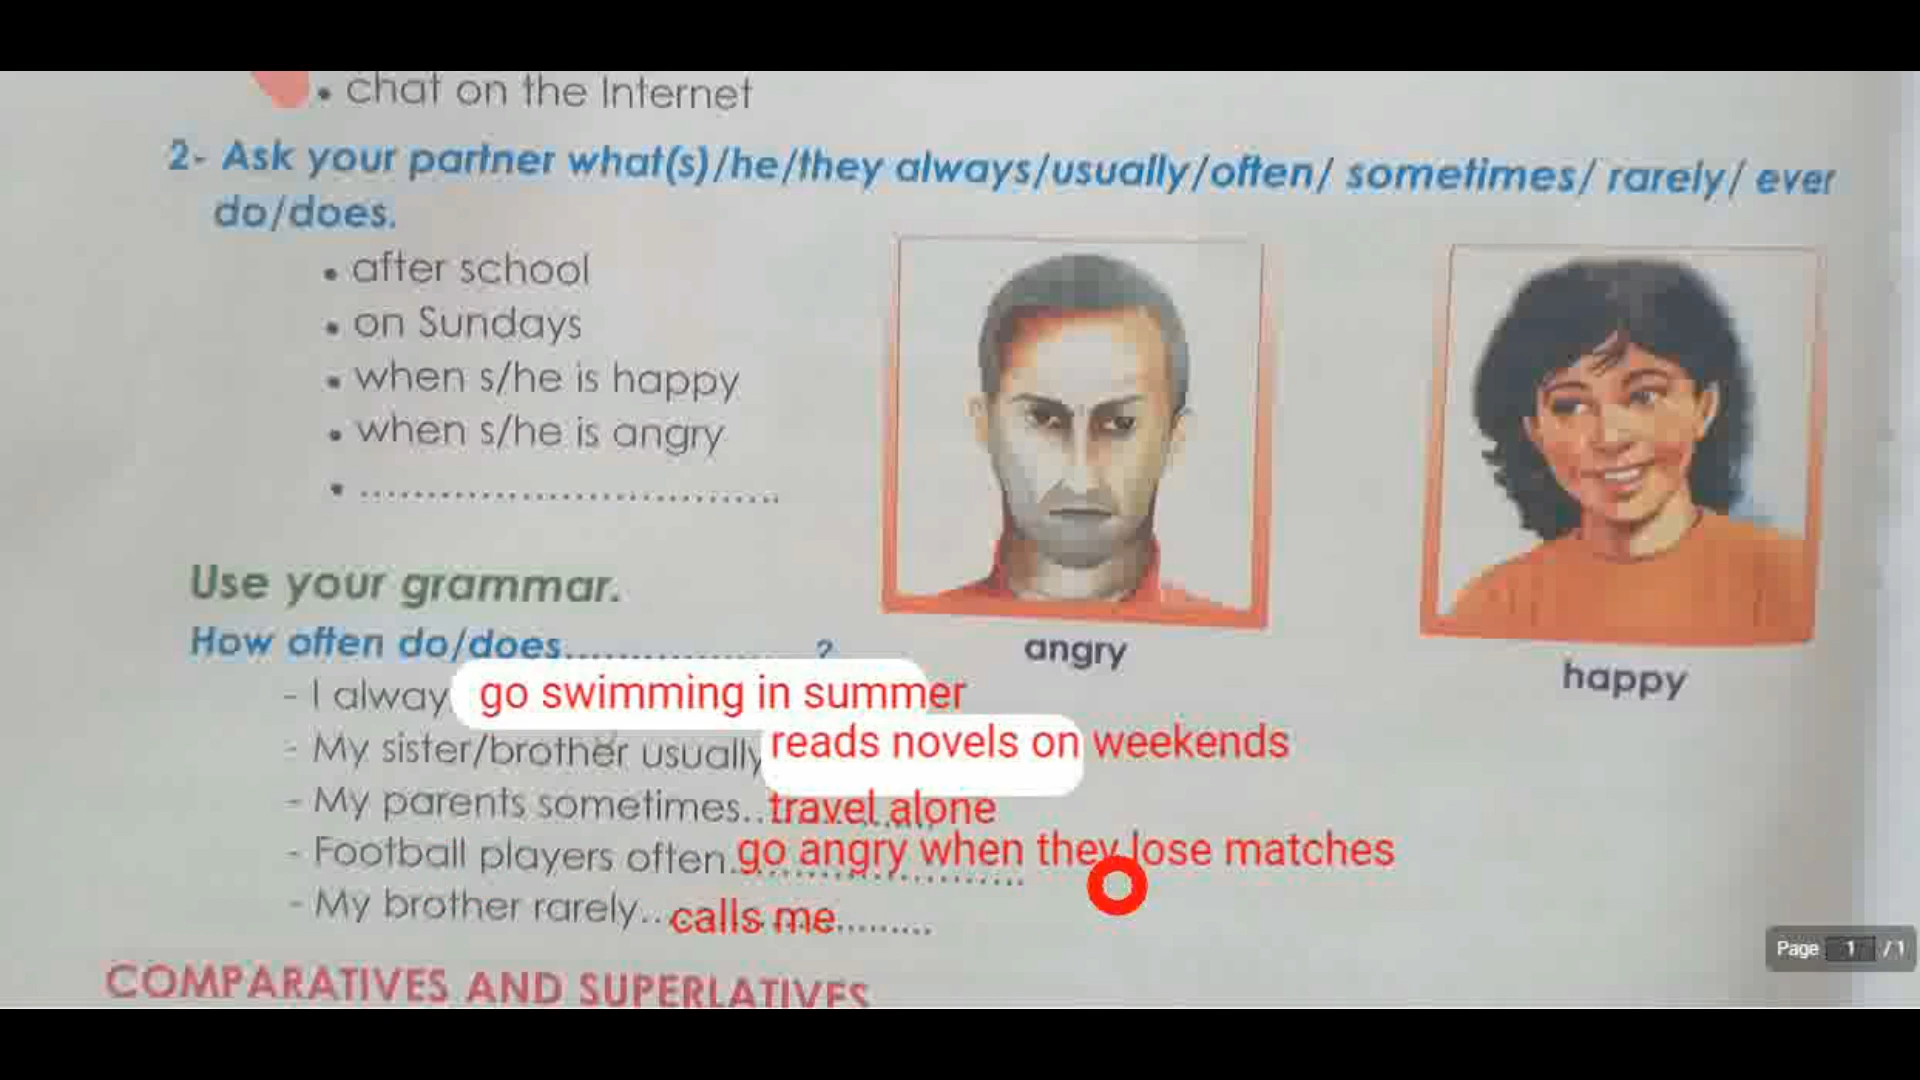 • chat on the Internet
2- Ask your partner what(s)/he/they always/usually/often/ sometimes/ rarely/ ever
do/does.
• after school
• on Sundays
• when s/he is happy
• when s/he is angry
• ................................
Use your grammar.
How often do/does..................?
angry
happy
- I alway go swimming in summer
- My sister/brother usually reads novels on weekends
- My parents sometimes..travel alone
- Football players often.go angry when they lose matches
- My brother rarely..calls me.........
Page 1 / 1
COMPARATIVES AND SUPERLATIVES